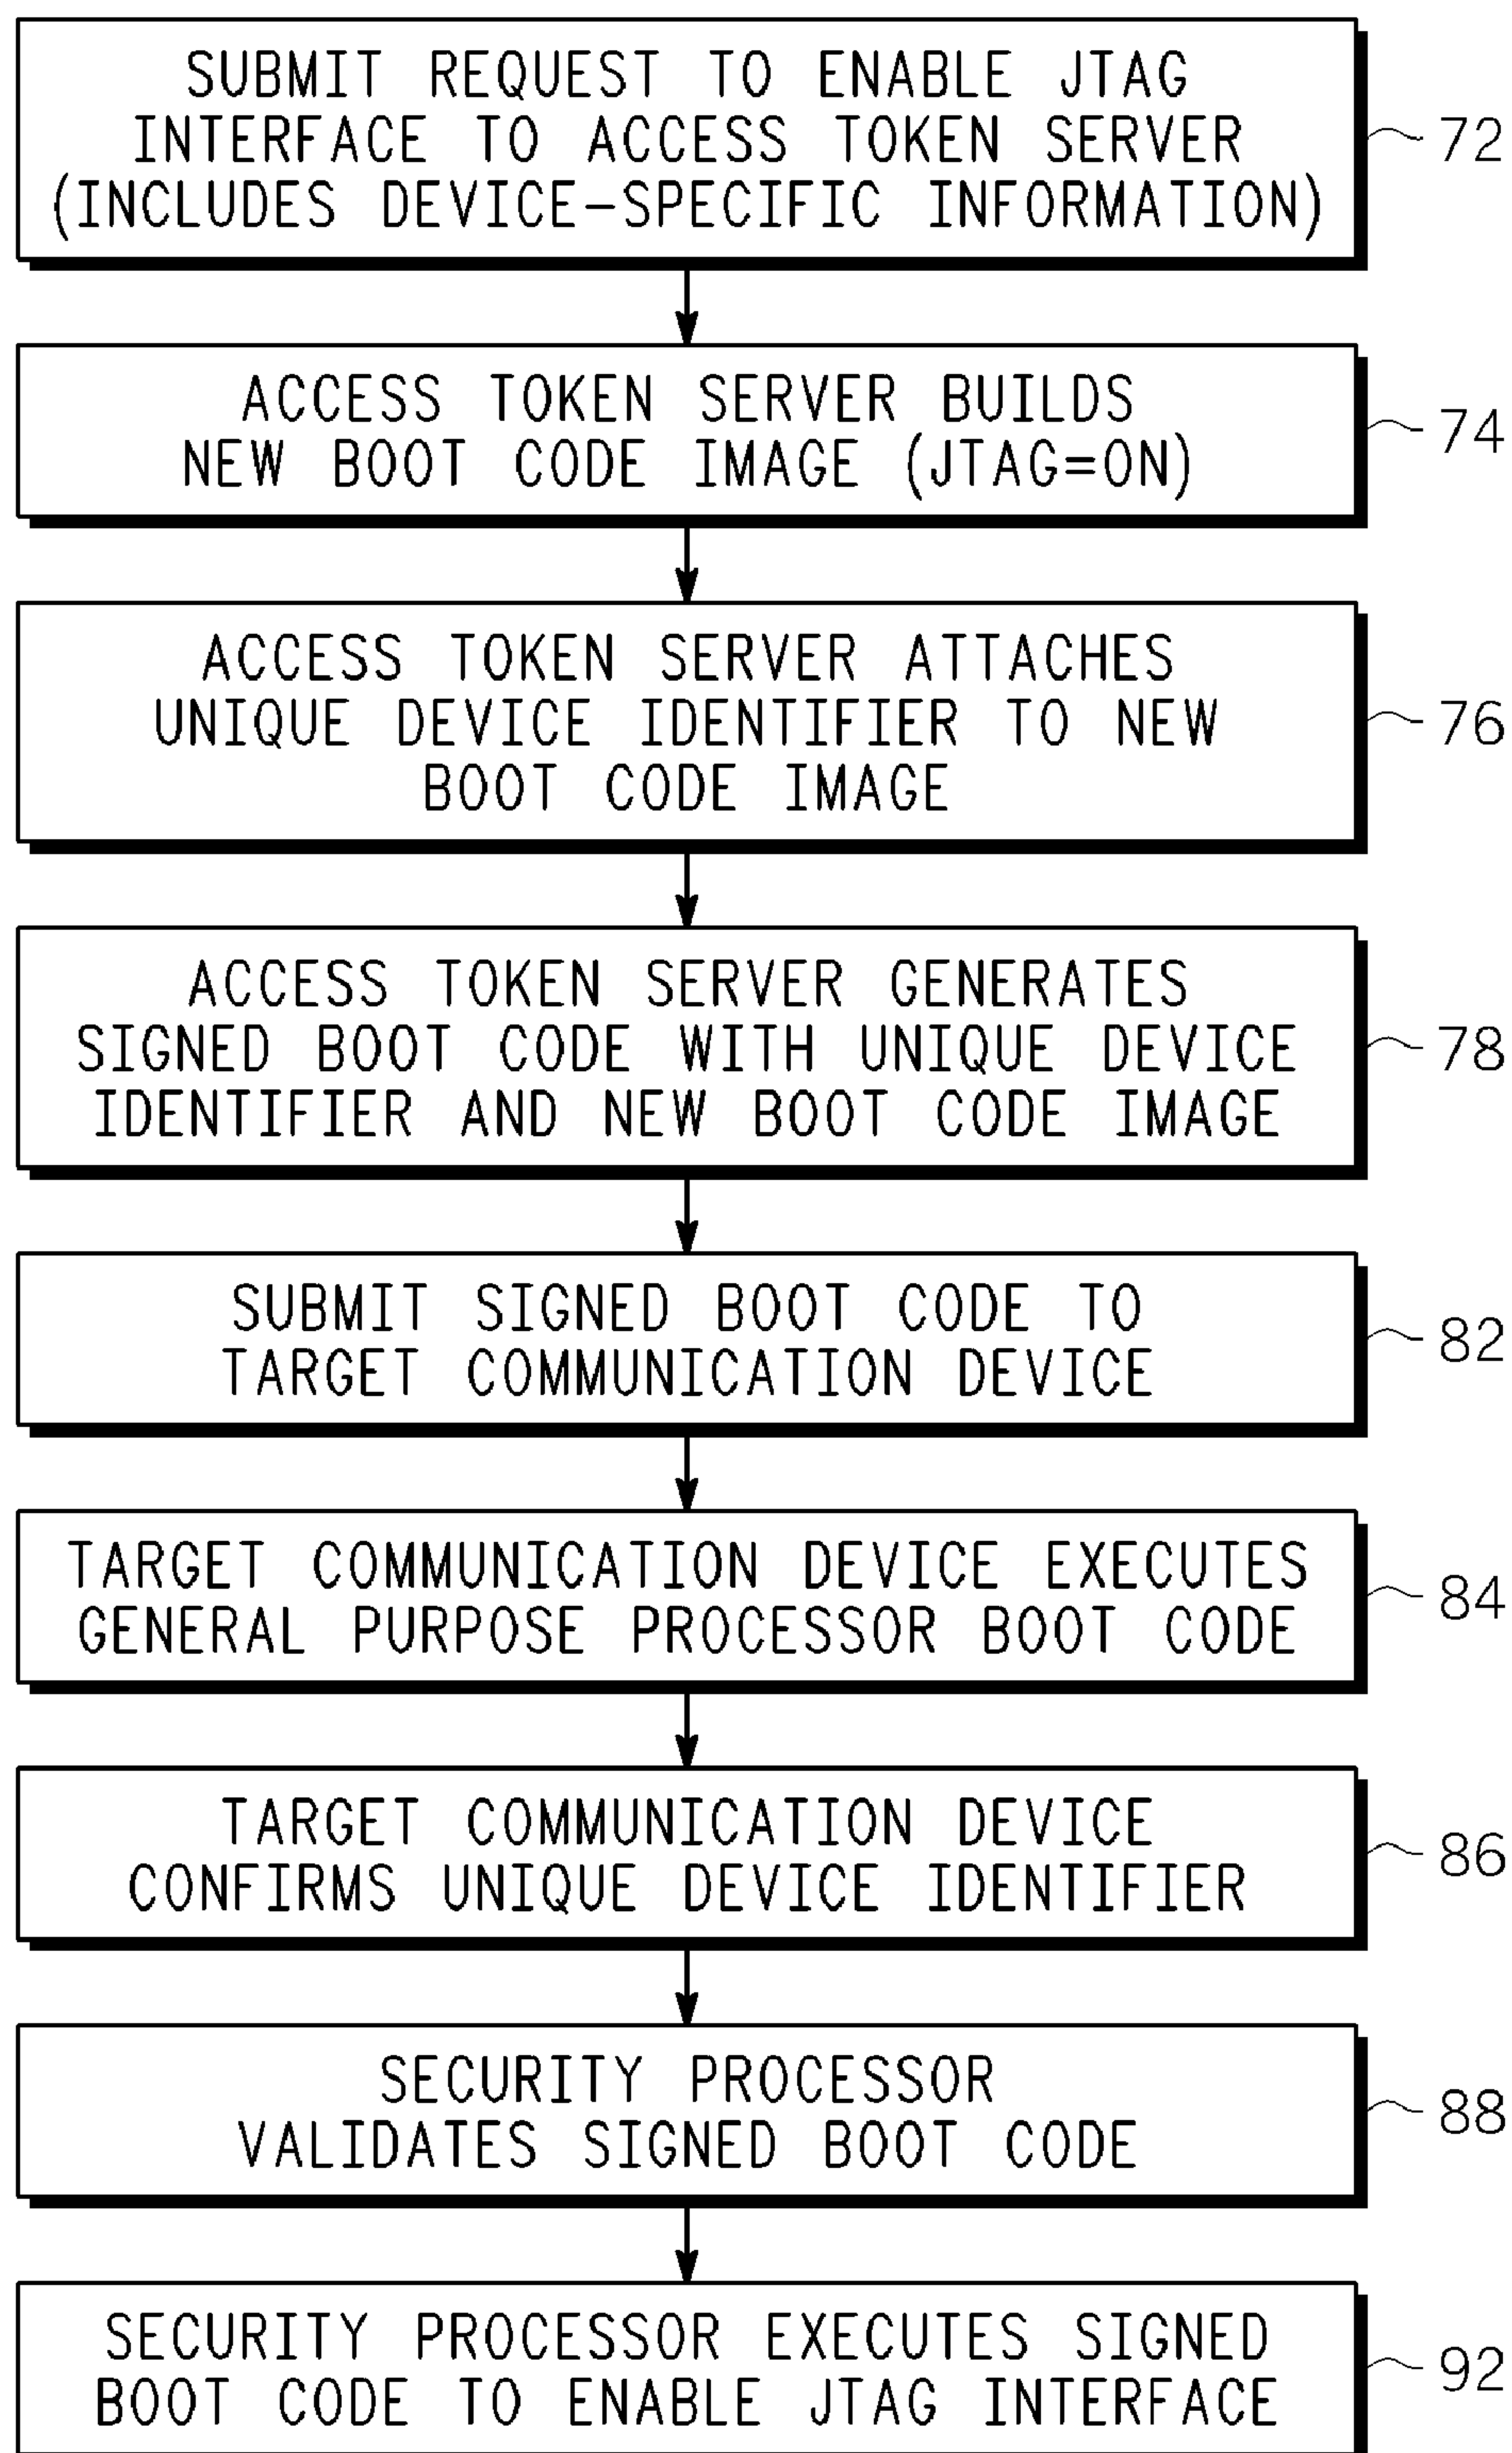 SUBMIT REQUEST TO ENABLE JTAG
INTERFACE TO ACCESS TOKEN SERVER
(INCLUDES DEVICE-SPECIFIC INFORMATION)
72
ACCESS TOKEN SERVER BUILDS
NEW BOOT CODE IMAGE (JTAG=ON)
74
ACCESS TOKEN SERVER ATTACHES
UNIQUE DEVICE IDENTIFIER TO NEW
BOOT CODE IMAGE
76
ACCESS TOKEN SERVER GENERATES
SIGNED BOOT CODE WITH UNIQUE DEVICE
IDENTIFIER AND NEW BOOT CODE IMAGE
78
SUBMIT SIGNED BOOT CODE TO
TARGET COMMUNICATION DEVICE
82
TARGET COMMUNICATION DEVICE EXECUTES
GENERAL PURPOSE PROCESSOR BOOT CODE
84
TARGET COMMUNICATION DEVICE
CONFIRMS UNIQUE DEVICE IDENTIFIER
86
SECURITY PROCESSOR
VALIDATES SIGNED BOOT CODE
88
SECURITY PROCESSOR EXECUTES SIGNED
BOOT CODE TO ENABLE JTAG INTERFACE
92